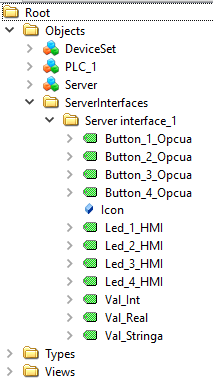 Root
Objects
DeviceSet
PLC_1
Server
ServerInterfaces
Server interface_1
Button_1_Opcua
Button_2_Opcua
Button_3_Opcua
Button_4_Opcua
Icon
Led_1_HMI
Led_2_HMI
Led_3_HMI
Led_4_HMI
Val_Int
Val_Real
Val_Stringa
Types
Views